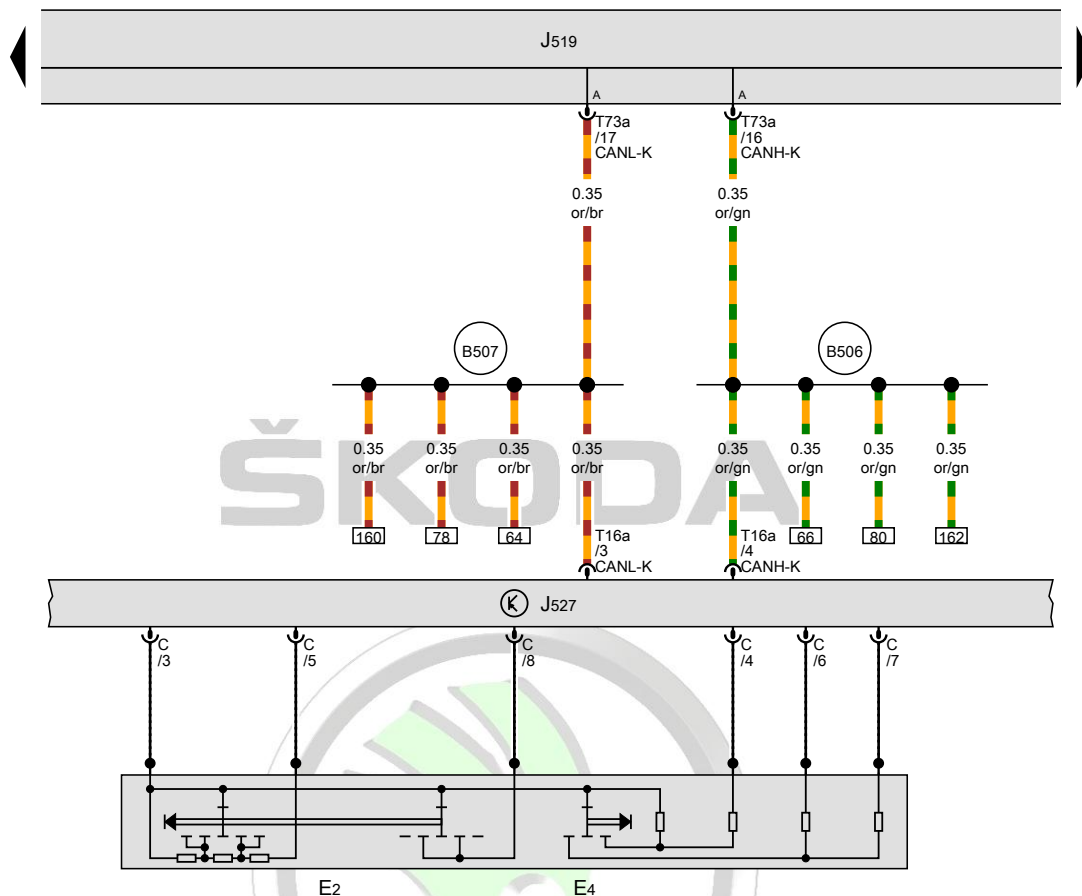 J519
A A
T73a T73a
/17 /16
CANL-K CANH-K
0.35 0.35
or/br or/gn
B507 B506
0.35 0.35 0.35 0.35 0.35 0.35 0.35 0.35
or/br or/br or/br or/br or/gn or/gn or/gn or/gn
ŠKODA
160 78 64 T16a T16a 66 80 162
/3 /4
CANL-K CANH-K
J527
C C C C C C
/3 /5 /8 /4 /6 /7
E2 E4